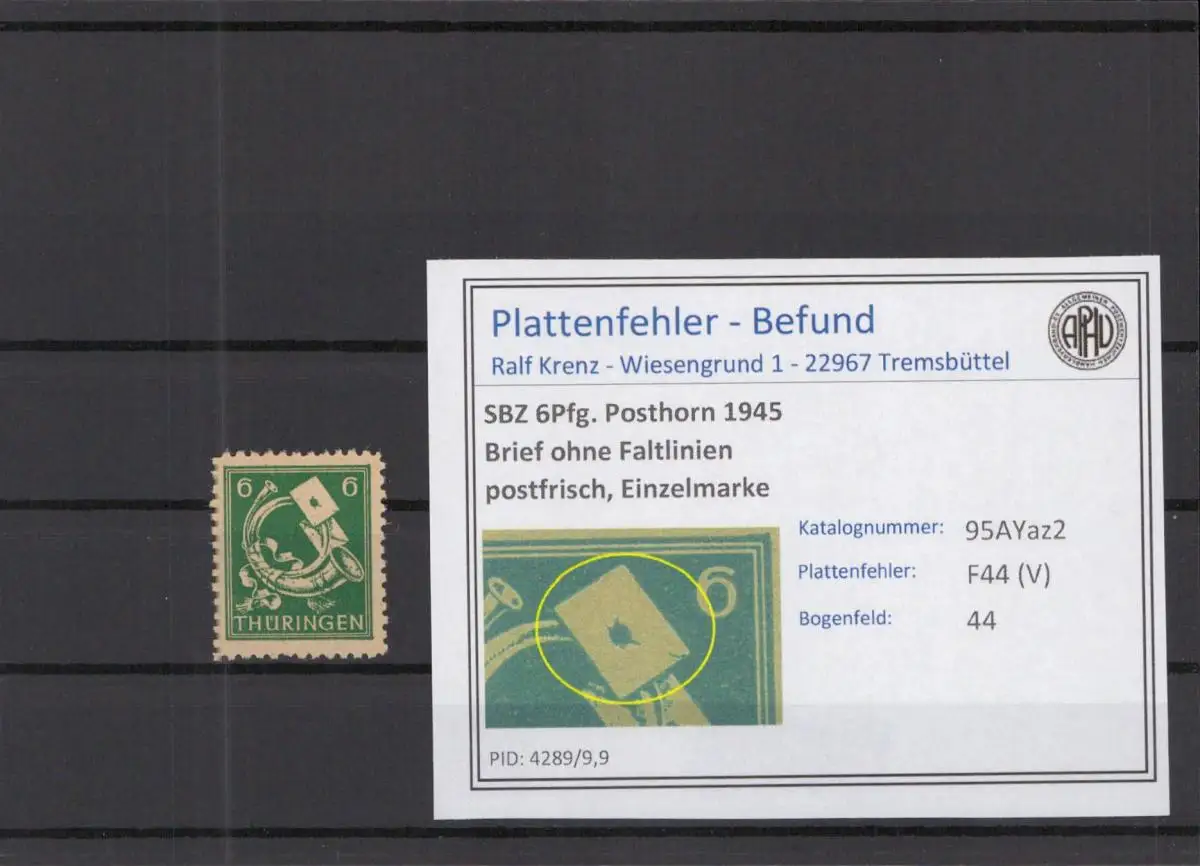 6 6
THÜRINGEN
Plattenfehler - Befund
Ralf Krenz - Wiesengrund 1 - 22967 Tremsbüttel
APHV
SBZ 6Pfg. Posthorn 1945
Brief ohne Faltlinien
postfrisch, Einzelmarke
6
Katalognummer: 95AYaz2
Plattenfehler: F44 (V)
Bogenfeld: 44
PID: 4289/9,9